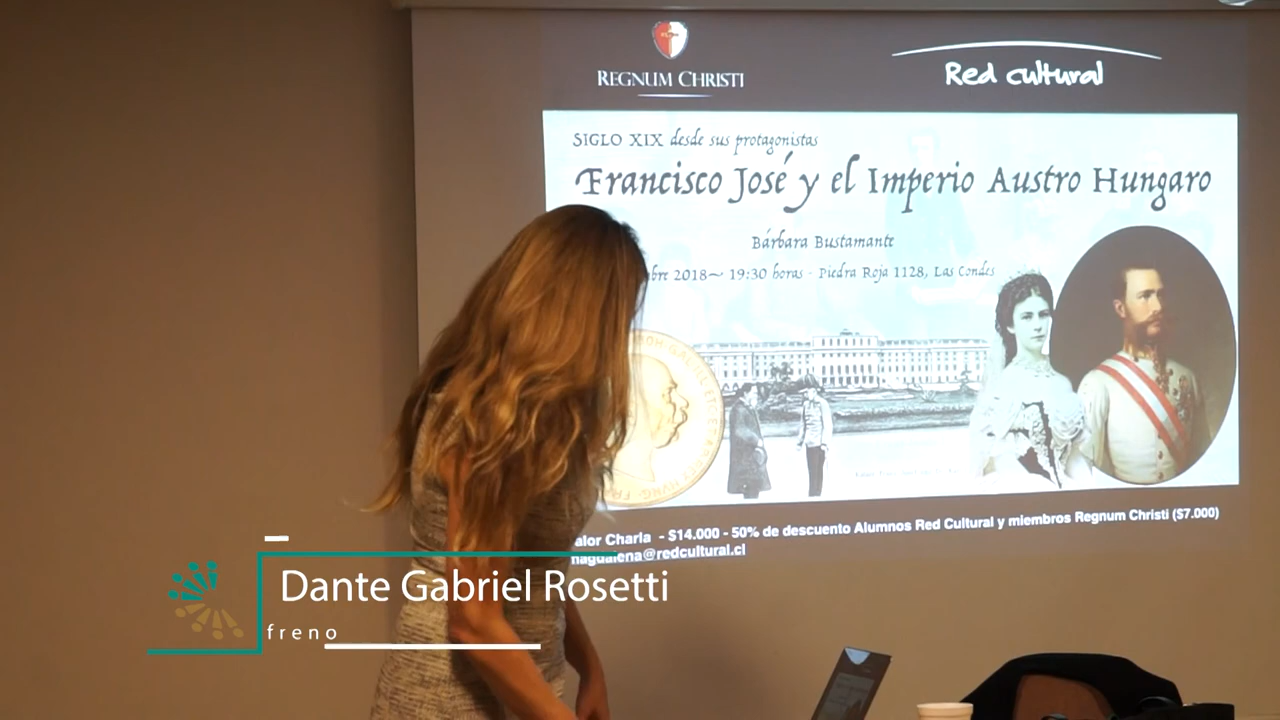 REGNUM CHRISTI
Red cultural
SIGLO XIX desde sus protagonistas
Francisco José y el Imperio Austro Hungaro
Bárbara Bustamante
bre 2018~ 19:30 horas - Piedra Roja 1128, Las Condes
alor Charla - $14.000 - 50% de descuento Alumnos Red Cultural y miembros Regnum Christi ($7.000)
magdalena@redcultural.cl
Dante Gabriel Rosetti
freno